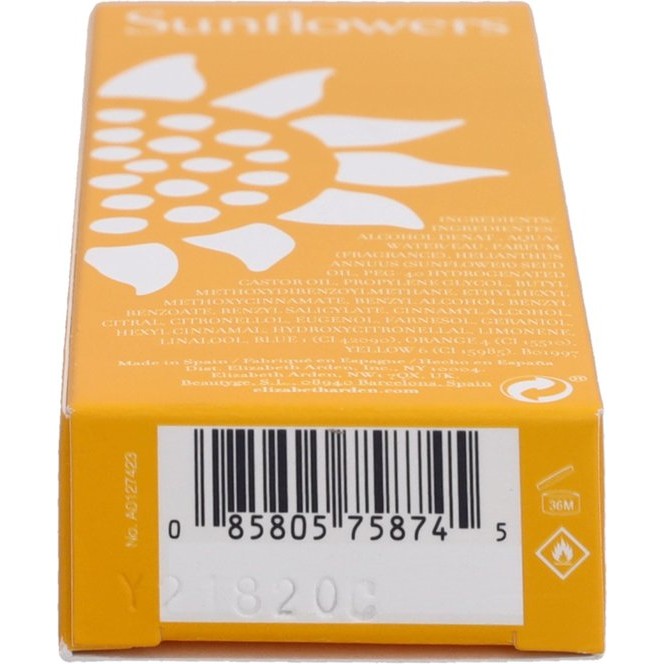 Sunflowers
INGREDIENTS/
INGREDIENTES:
ALCOHOL DENAT., AQUA/
WATER/EAU, PARFUM
(FRAGRANCE), HELIANTHUS
ANNUUS (SUNFLOWER) SEED
OIL, PEG-40 HYDROGENATED
CASTOR OIL, PROPYLENE GLYCOL, BUTYL
METHOXYDIBENZOYLMETHANE, ETHYLHEXYL
METHOXYCINNAMATE, BENZYL ALCOHOL, BENZYL
BENZOATE, BENZYL SALICYLATE, CINNAMYL ALCOHOL,
CITRAL, CITRONELLOL, EUGENOL, FARNESOL, GERANIOL,
HEXYL CINNAMAL, HYDROXYCITRONELLAL, LIMONENE,
LINALOOL, BLUE 1 (CI 42090), ORANGE 4 (CI 15510),
YELLOW 6 (CI 15985). B01997
Made in Spain / Fabriqué en Espagne / Hecho en España
Dist. Elizabeth Arden, Inc., NY 10004.
Elizabeth Arden, NW1 7QX, UK.
Beautyge, S.L., 08940 Barcelona, Spain
elizabetharden.com
®
No. A0127423
36M
0 85805 75874 5
Y21820C